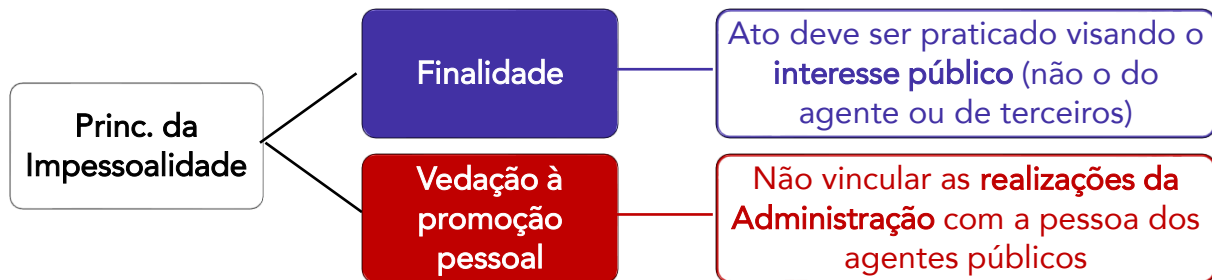 Princ. da
Impessoalidade
Finalidade
Ato deve ser praticado visando o
interesse público (não o do
agente ou de terceiros)
Vedação à
promoção
pessoal
Não vincular as realizações da
Administração com a pessoa dos
agentes públicos